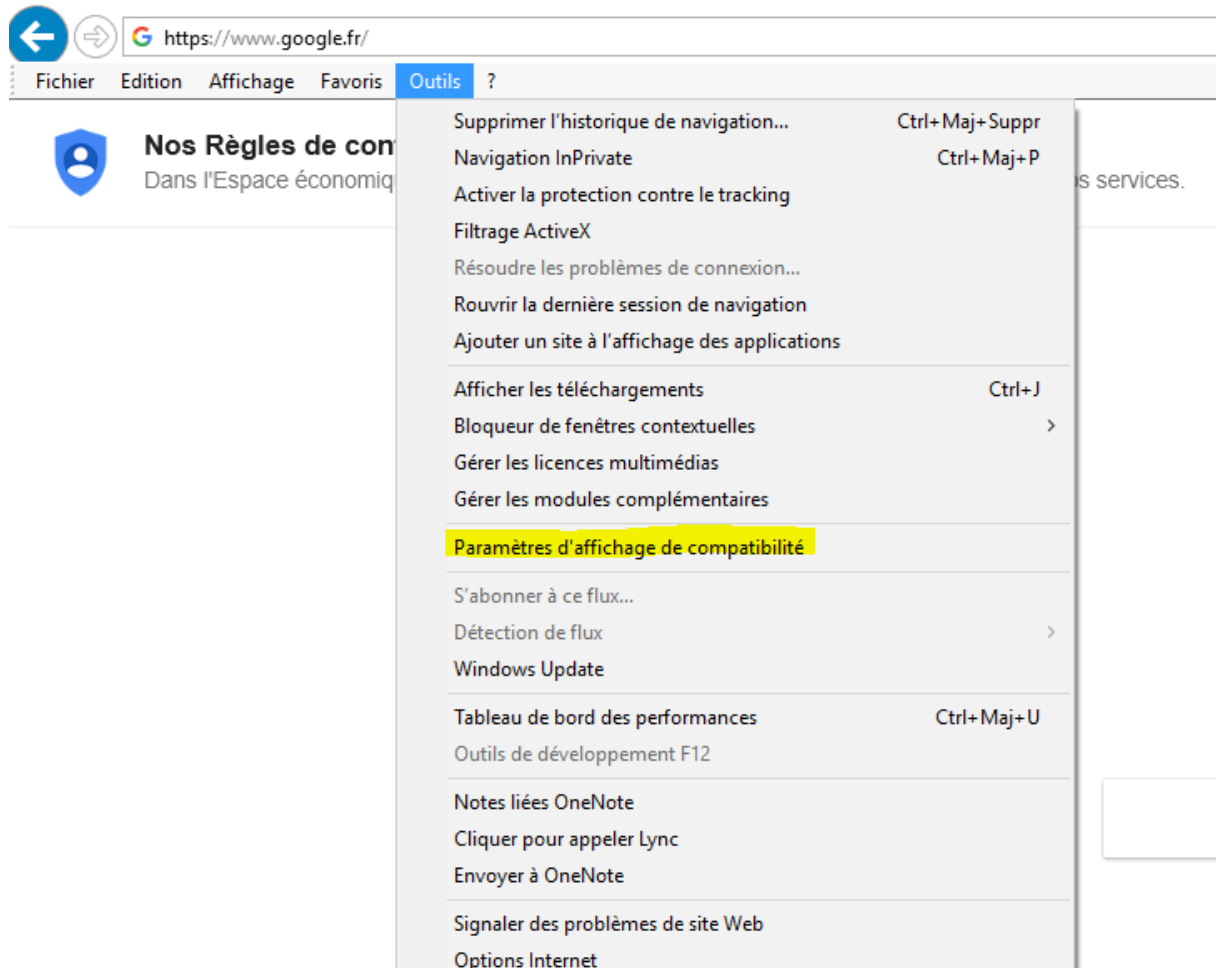 https://www.google.fr/
Fichier Edition Affichage Favoris Outils ?
Nos Règles de con
Dans l'Espace économiq s services.
Supprimer l'historique de navigation... Ctrl+Maj+Suppr
Navigation InPrivate Ctrl+Maj+P
Activer la protection contre le tracking
Filtrage ActiveX
Résoudre les problèmes de connexion...
Rouvrir la dernière session de navigation
Ajouter un site à l'affichage des applications
Afficher les téléchargements Ctrl+J
Bloqueur de fenêtres contextuelles >
Gérer les licences multimédias
Gérer les modules complémentaires
Paramètres d'affichage de compatibilité
S'abonner à ce flux...
Détection de flux >
Windows Update
Tableau de bord des performances Ctrl+Maj+U
Outils de développement F12
Notes liées OneNote
Cliquer pour appeler Lync
Envoyer à OneNote
Signaler des problèmes de site Web
Options Internet